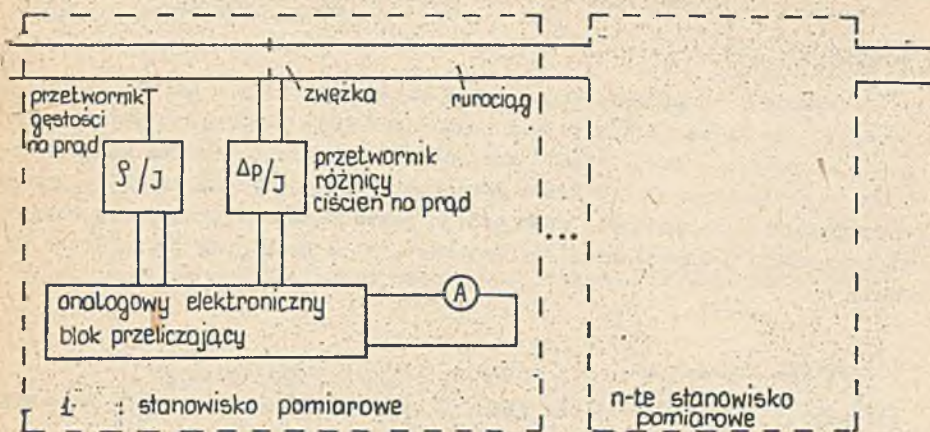 przetwornik
gęstości
na prąd
zwężka
rurociąg
ϱ/J
Δp/J
przetwornik
różnicy
ciścień na prąd
...
analogowy elektroniczny
blok przeliczający
A
1 : stanowisko pomiarowe
n-te stanowisko
pomiarowe